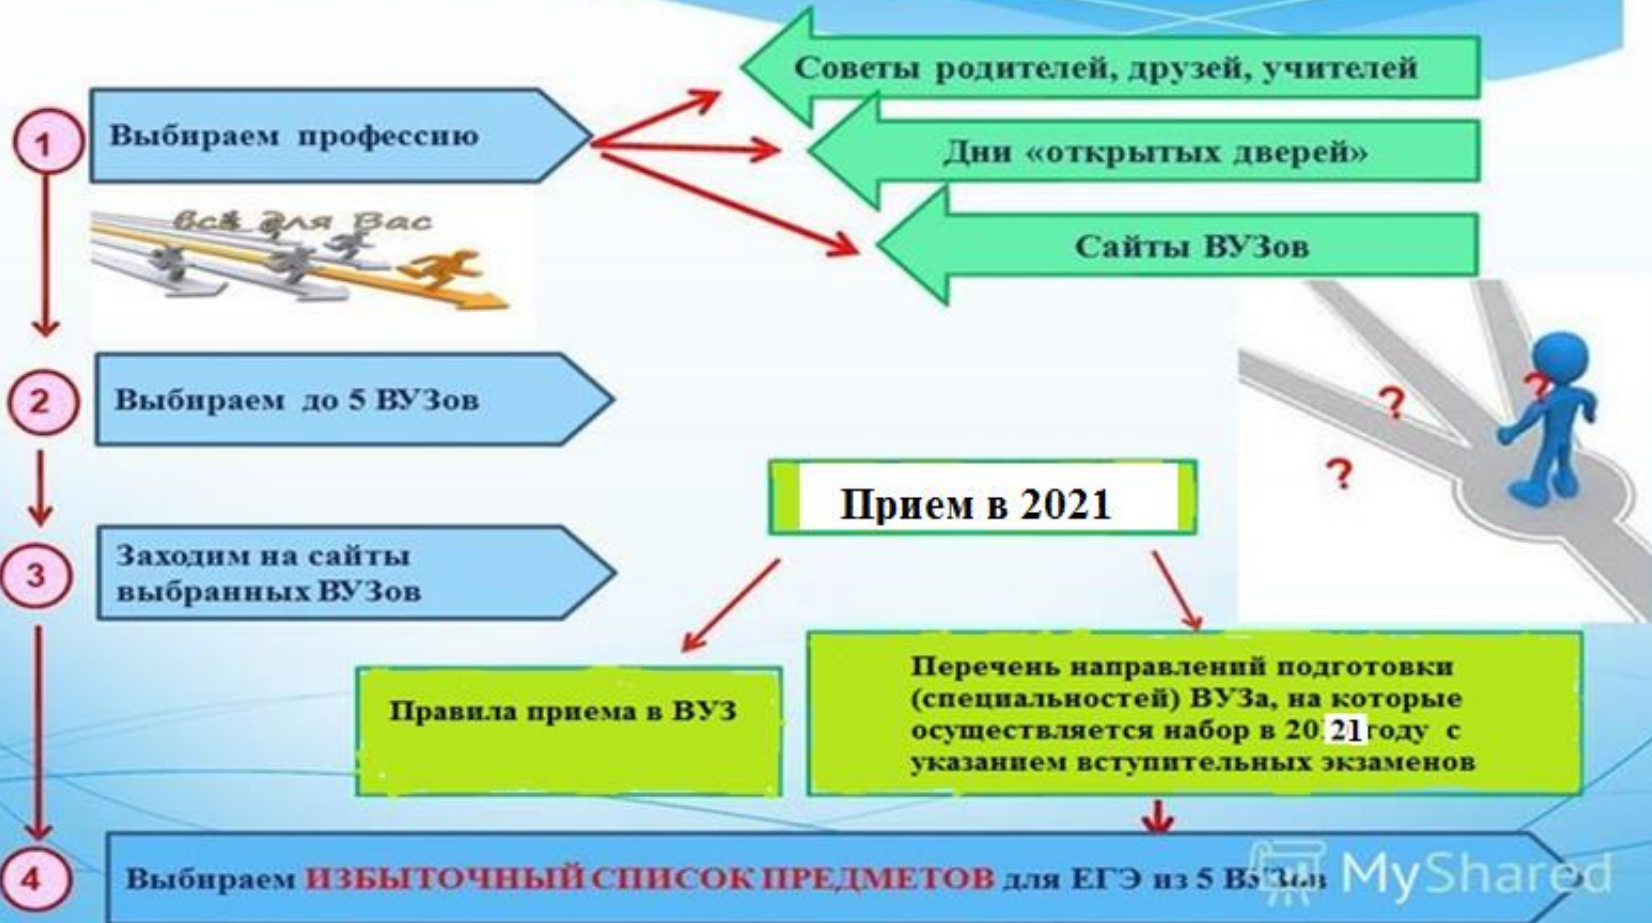 Советы родителей, друзей, учителей
1
Выбираем профессию
Дни «открытых дверей»
всё для Вас
Сайты ВУЗов
2
Выбираем до 5 ВУЗов
?
?
?
Прием в 2021
3
Заходим на сайты
выбранных ВУЗов
Правила приема в ВУЗ
Перечень направлений подготовки
(специальностей) ВУЗа, на которые
осуществляется набор в 20 21 году с
указанием вступительных экзаменов
4
Выбираем ИЗБЫТОЧНЫЙ СПИСОК ПРЕДМЕТОВ для ЕГЭ из 5 ВУЗов
MyShared